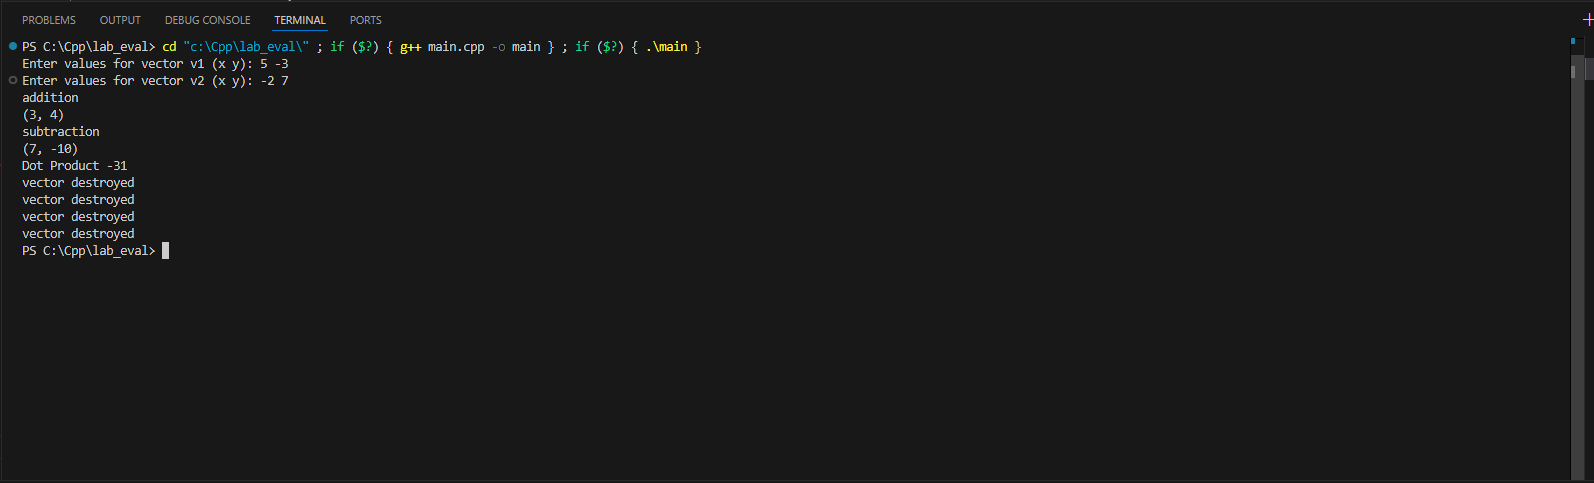 PROBLEMS OUTPUT DEBUG CONSOLE TERMINAL PORTS
PS C:\Cpp\lab_eval> cd "c:\Cpp\lab_eval\" ; if ($?) { g++ main.cpp -o main } ; if ($?) { .\main }
Enter values for vector v1 (x y): 5 -3
Enter values for vector v2 (x y): -2 7
addition
(3, 4)
subtraction
(7, -10)
Dot Product -31
vector destroyed
vector destroyed
vector destroyed
vector destroyed
PS C:\Cpp\lab_eval>